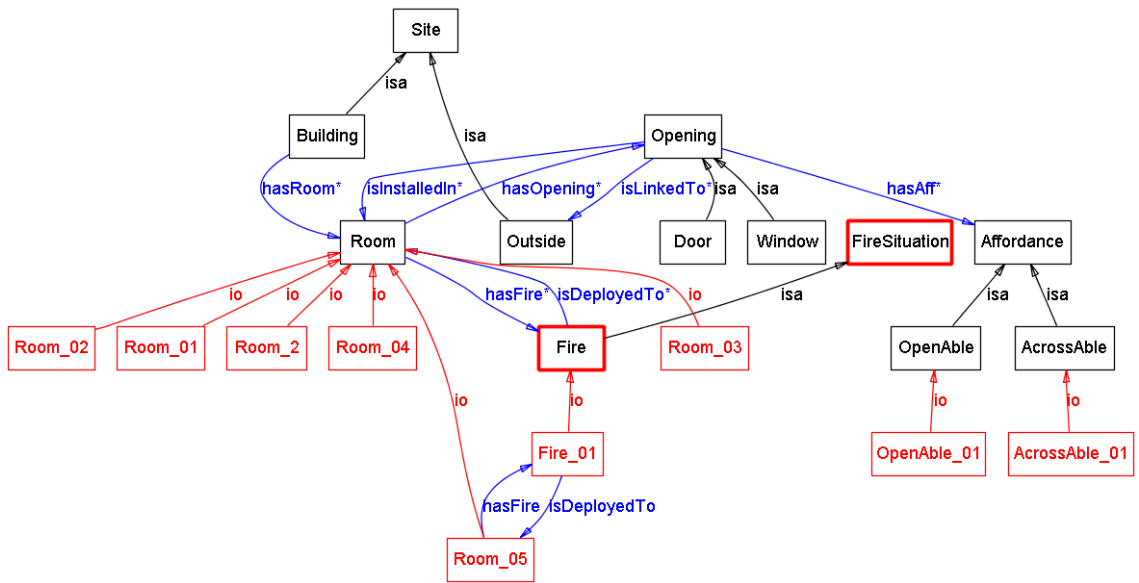 Site
isa
Building
isa
Opening
hasRoom*
isInstalledIn*
hasOpening*
isLinkedTo*
isa
isa
hasAff*
Room
Outside
Door
Window
FireSituation
Affordance
io
io
io
io
hasFire*
isDeployedTo*
io
isa
isa
isa
Room_02
Room_01
Room_2
Room_04
Fire
Room_03
OpenAble
AcrossAble
io
io
io
io
Fire_01
OpenAble_01
AcrossAble_01
hasFire
isDeployedTo
Room_05